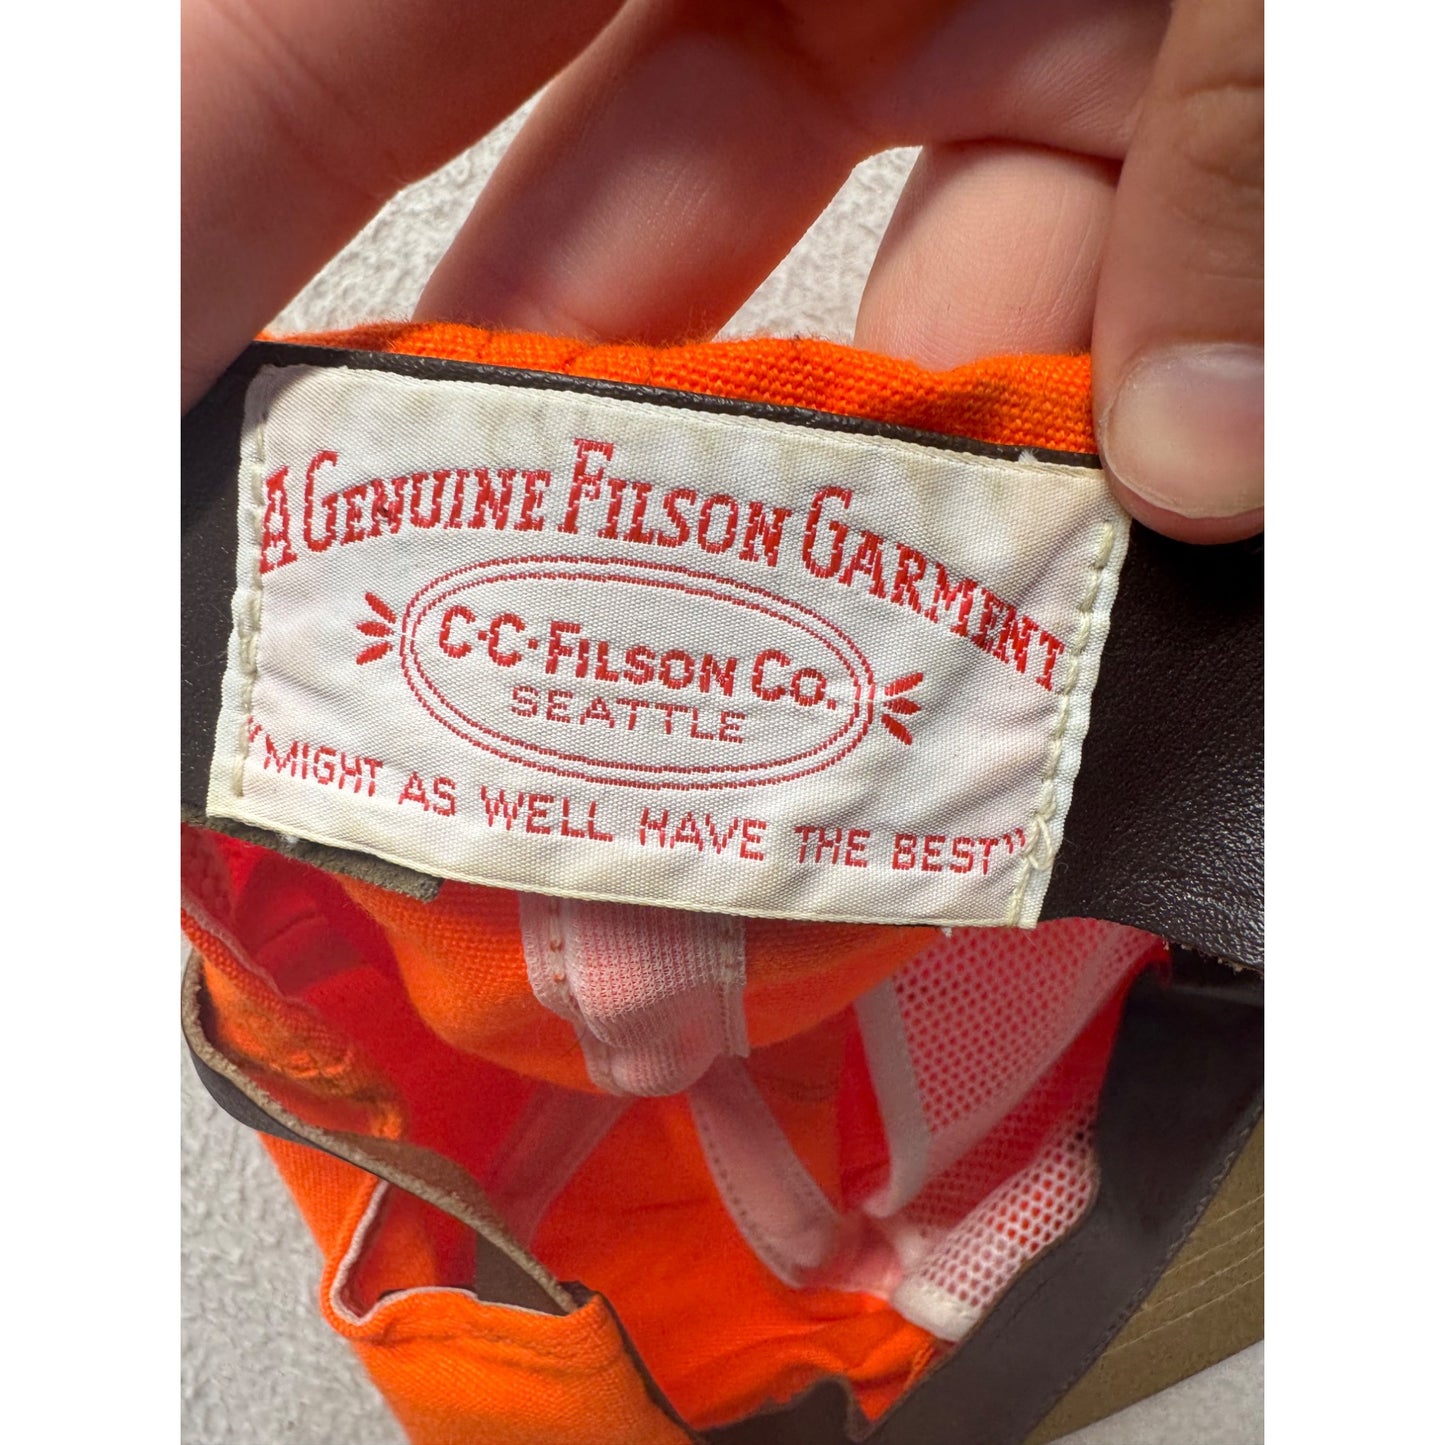 A GENUINE FILSON GARMENT
C·C·FILSON CO.
SEATTLE
"MIGHT AS WELL HAVE THE BEST"